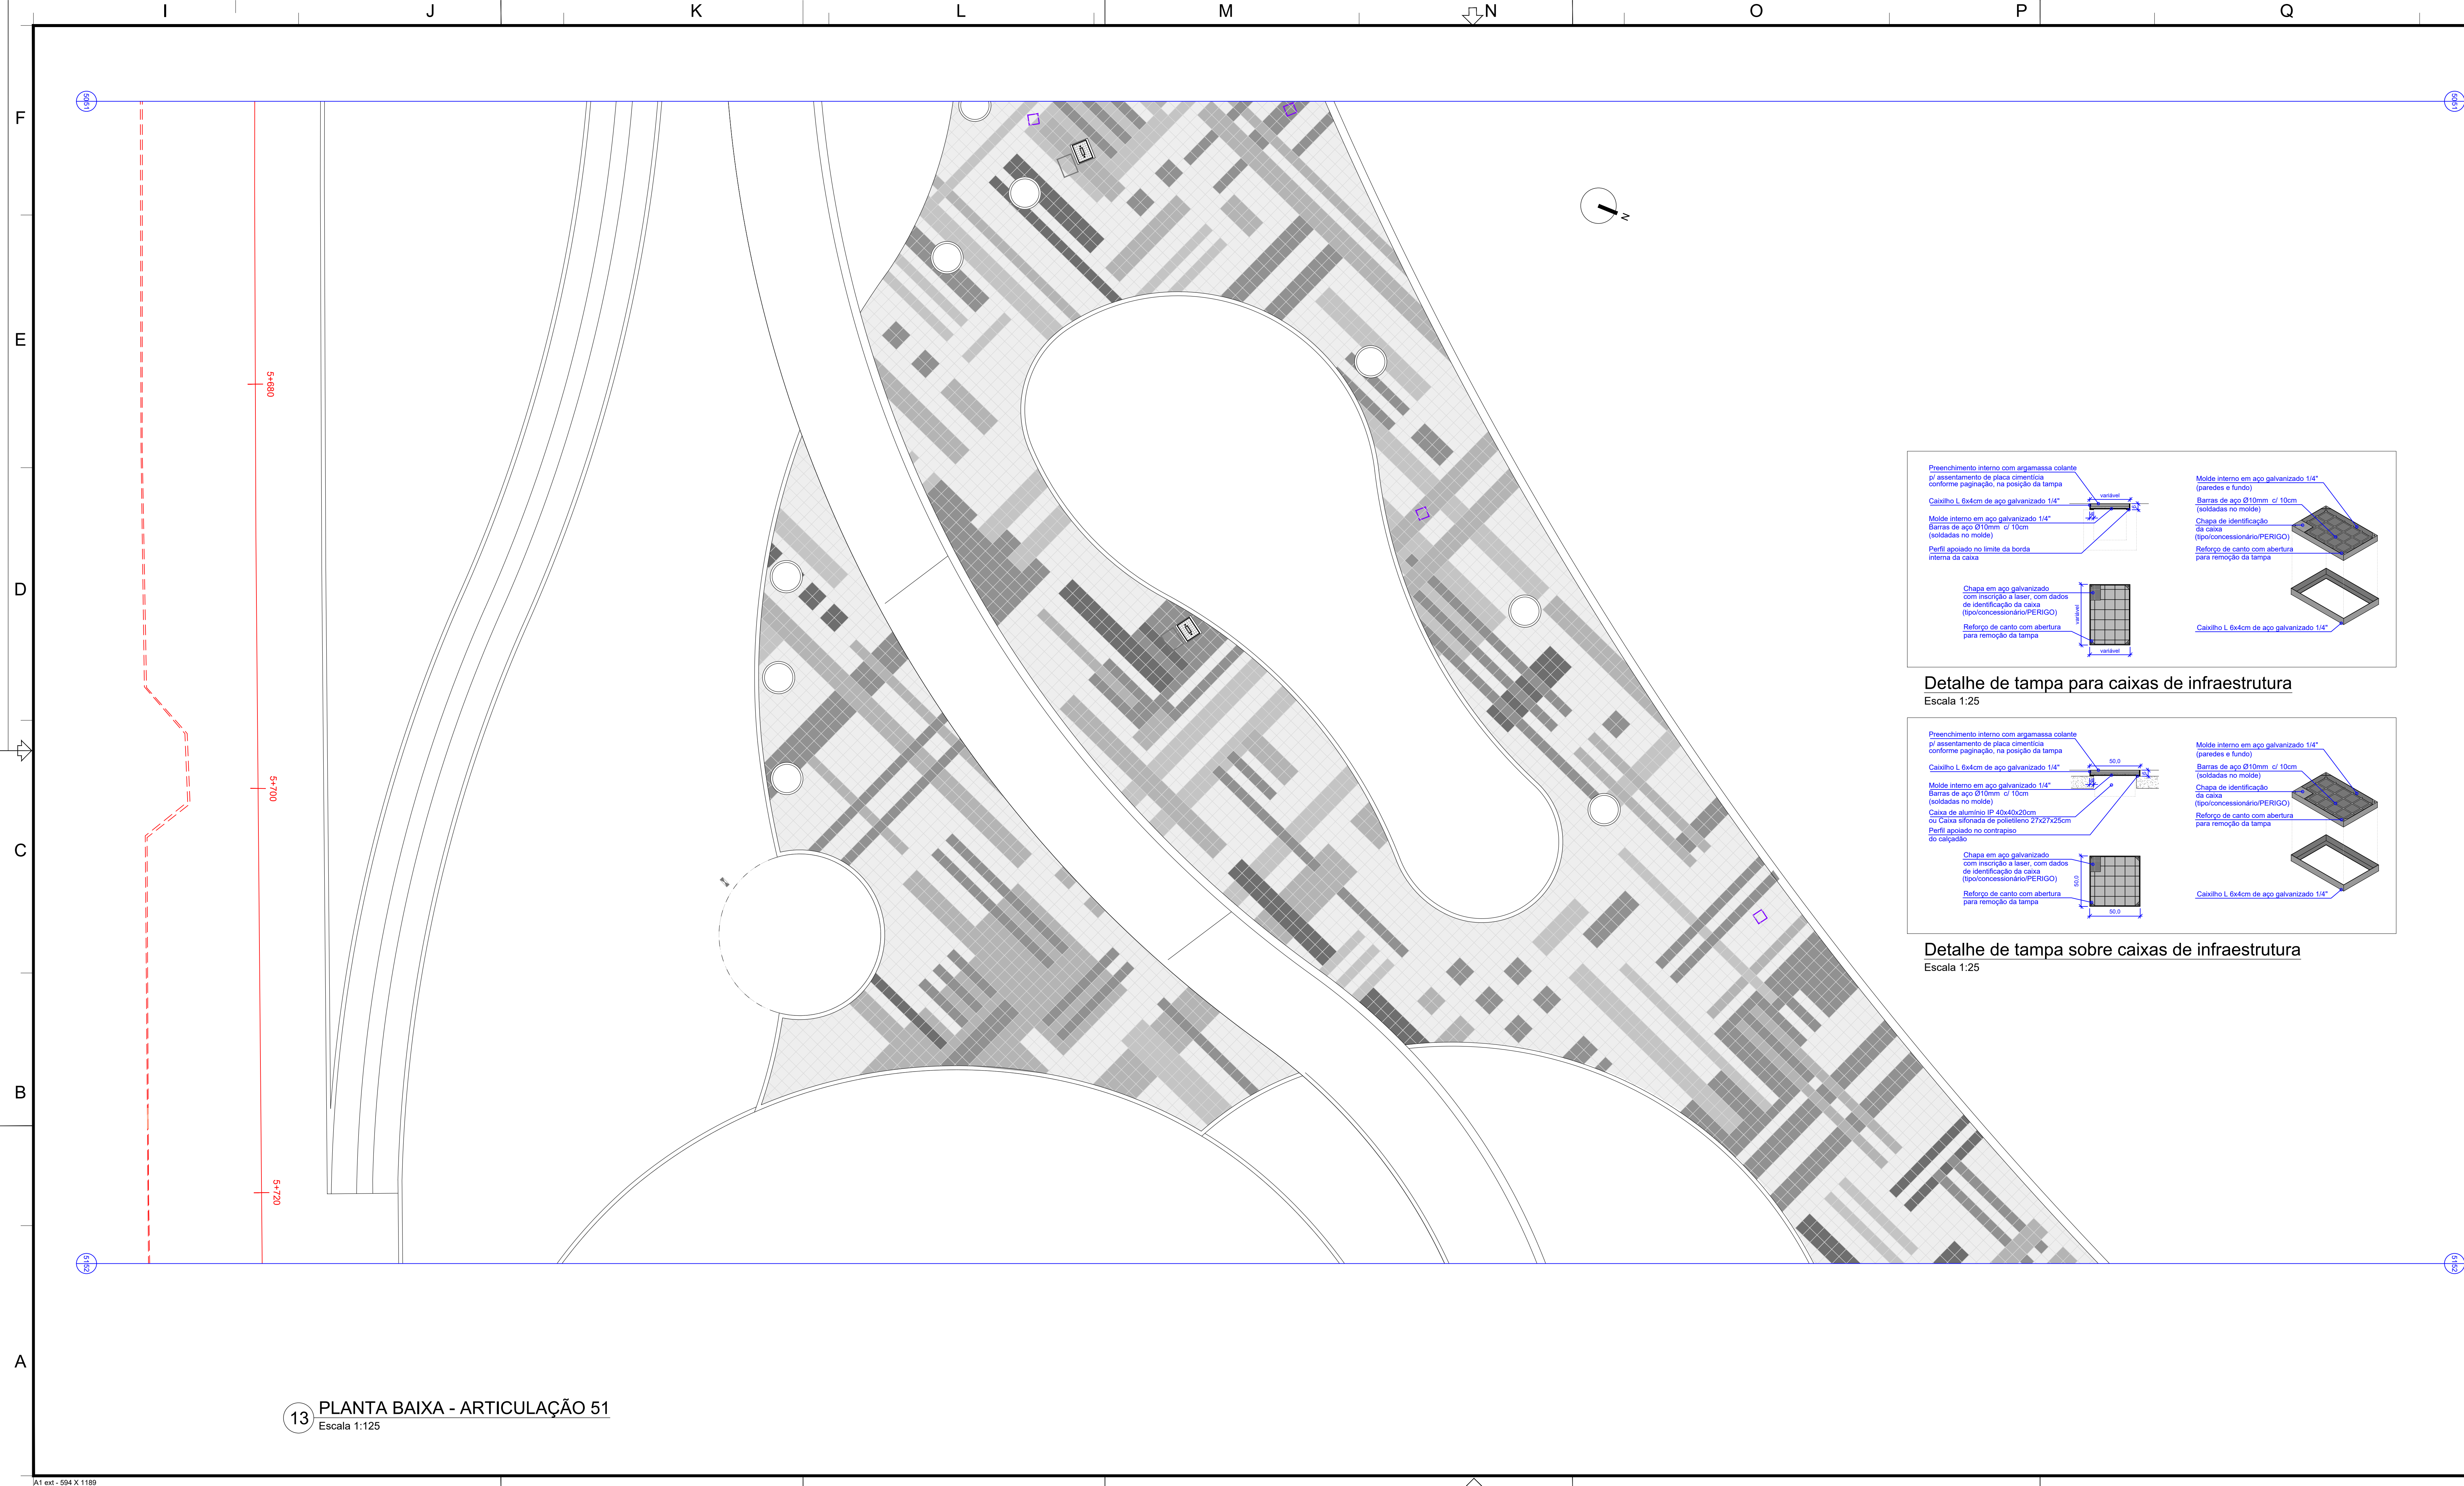 I J K L M N O P Q
F
E
D
C
B
A
5051
5051
N
5+680
5+700
5+720
Preenchimento interno com argamassa colante
p/ assentamento de placa cimentícia
conforme paginação, na posição da tampa
Caixilho L 6x4cm de aço galvanizado 1/4"
Molde interno em aço galvanizado 1/4"
Barras de aço Ø10mm c/ 10cm
(soldadas no molde)
Perfil apoiado no limite da borda
interna da caixa
variável
Chapa em aço galvanizado
com inscrição a laser, com dados
de identificação da caixa
(tipo/concessionário/PERIGO)
Reforço de canto com abertura
para remoção da tampa
variável
variável
Molde interno em aço galvanizado 1/4"
(paredes e fundo)
Barras de aço Ø10mm c/ 10cm
(soldadas no molde)
Chapa de identificação
da caixa
(tipo/concessionário/PERIGO)
Reforço de canto com abertura
para remoção da tampa
Caixilho L 6x4cm de aço galvanizado 1/4"
Detalhe de tampa para caixas de infraestrutura
Escala 1:25
Preenchimento interno com argamassa colante
p/ assentamento de placa cimentícia
conforme paginação, na posição da tampa
Caixilho L 6x4cm de aço galvanizado 1/4"
Molde interno em aço galvanizado 1/4"
Barras de aço Ø10mm c/ 10cm
(soldadas no molde)
Caixa de alumínio IP 40x40x20cm
ou Caixa sifonada de polietileno 27x27x25cm
Perfil apoiado no contrapiso
do calçadão
50,0
Chapa em aço galvanizado
com inscrição a laser, com dados
de identificação da caixa
(tipo/concessionário/PERIGO)
Reforço de canto com abertura
para remoção da tampa
50,0
50,0
Molde interno em aço galvanizado 1/4"
(paredes e fundo)
Barras de aço Ø10mm c/ 10cm
(soldadas no molde)
Chapa de identificação
da caixa
(tipo/concessionário/PERIGO)
Reforço de canto com abertura
para remoção da tampa
Caixilho L 6x4cm de aço galvanizado 1/4"
Detalhe de tampa sobre caixas de infraestrutura
Escala 1:25
5152
5152
13 PLANTA BAIXA - ARTICULAÇÃO 51
Escala 1:125
A1 ext - 594 X 1189